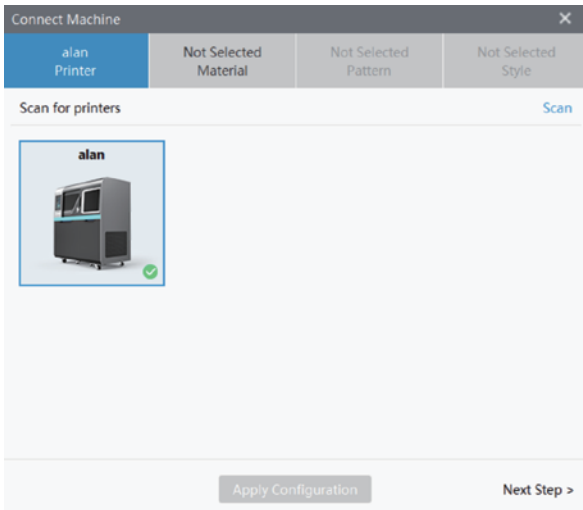 Connect Machine
alan
Printer
Not Selected
Material
Not Selected
Pattern
Not Selected
Style
Scan for printers
Scan
alan
Apply Configuration
Next Step >